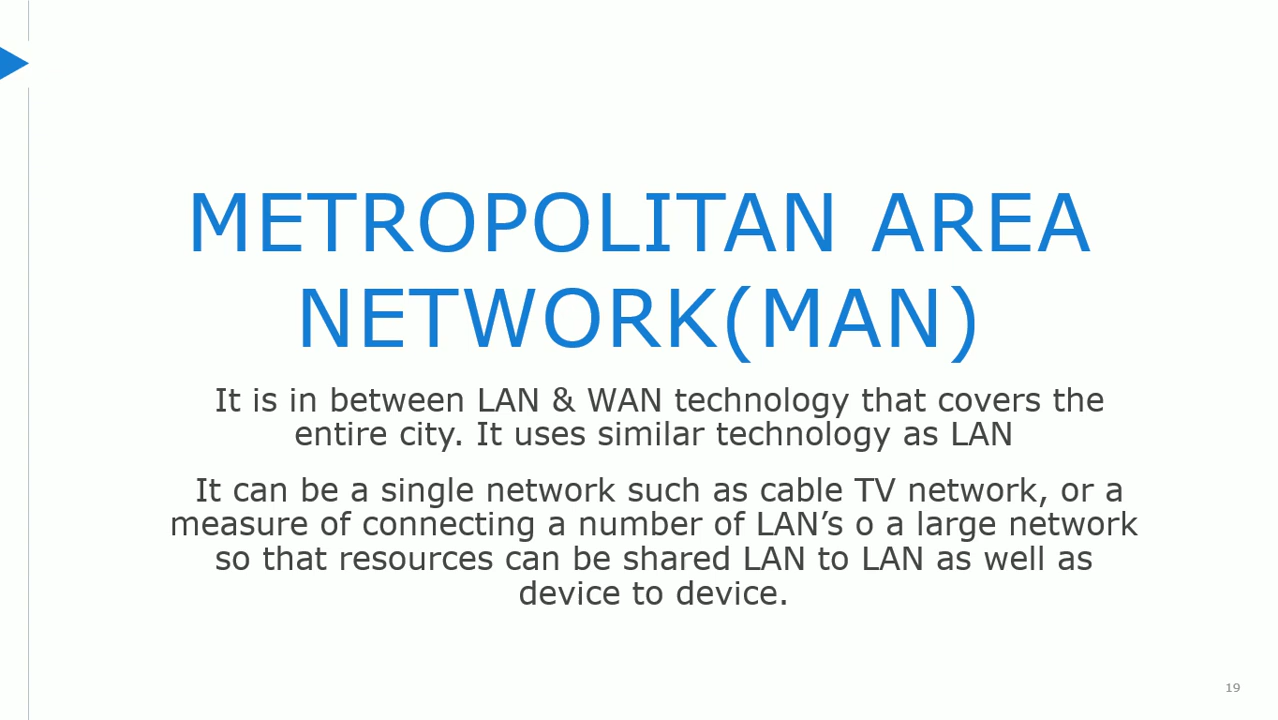 METROPOLITAN AREA
NETWORK(MAN)
It is in between LAN & WAN technology that covers the
entire city. It uses similar technology as LAN
It can be a single network such as cable TV network, or a
measure of connecting a number of LAN’s o a large network
so that resources can be shared LAN to LAN as well as
device to device.
19